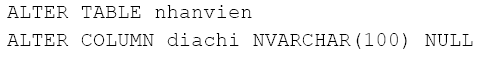 ALTER TABLE nhanvien
ALTER COLUMN diachi NVARCHAR(100) NULL